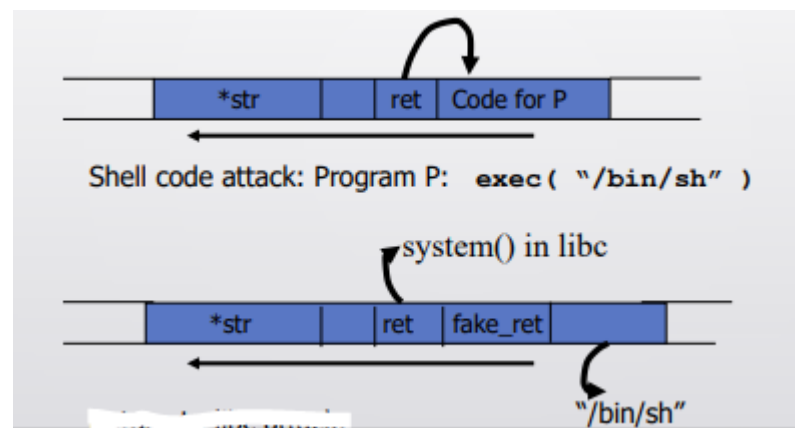 *str ret Code for P
Shell code attack: Program P: exec( “/bin/sh” )
system() in libc
*str ret fake_ret
“/bin/sh”